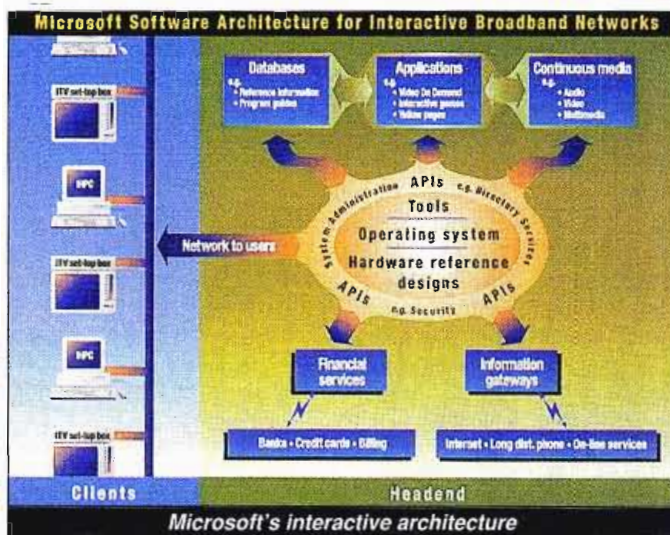 Microsoft Software Architecture for Interactive Broadband Networks
ITV set-top box
HPC
ITV set-top box
HPC
ITV set-top box
Databases
e.g.
• Reference information
• Program guides
Applications
e.g.
• Video On Demand
• Interactive games
• Yellow pages
Continuous media
e.g.
• Audio
• Video
• Multimedia
Network to users
System Administration
APIs
e.g. Directory Services
Tools
Operating system
Hardware reference
designs
APIs
e.g. Security
APIs
Financial
services
Information
gateways
Banks • Credit cards • Billing
Internet • Long dist. phone • On-line services
Clients
Headend
Microsoft's interactive architecture